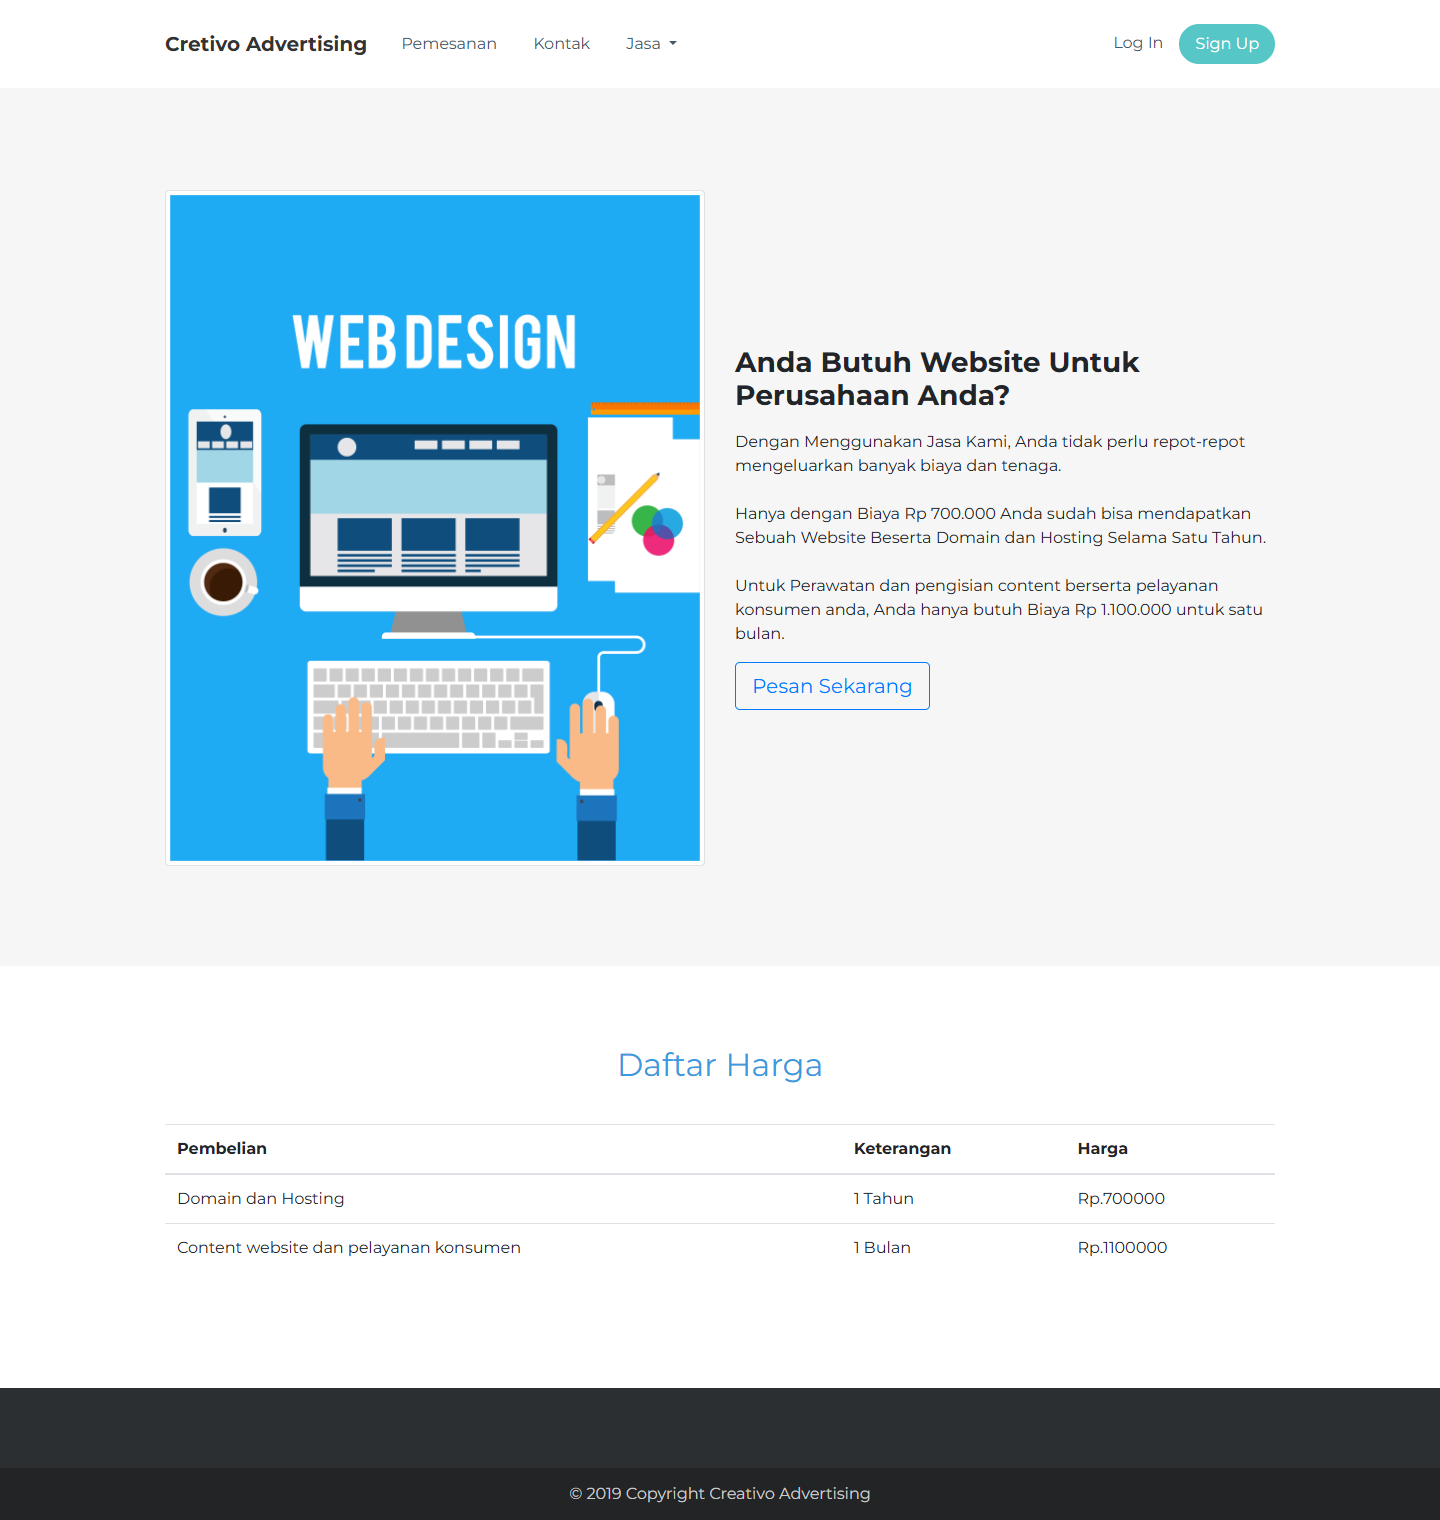 Cretivo Advertising Pemesanan Kontak Jasa Log In Sign Up
WEB DESIGN
Anda Butuh Website Untuk
Perusahaan Anda?
Dengan Menggunakan Jasa Kami, Anda tidak perlu repot-repot
mengeluarkan banyak biaya dan tenaga.
Hanya dengan Biaya Rp 700.000 Anda sudah bisa mendapatkan
Sebuah Website Beserta Domain dan Hosting Selama Satu Tahun.
Untuk Perawatan dan pengisian content berserta pelayanan
konsumen anda, Anda hanya butuh Biaya Rp 1.100.000 untuk satu
bulan.
Pesan Sekarang
Daftar Harga
Pembelian Keterangan Harga
Domain dan Hosting 1 Tahun Rp.700000
Content website dan pelayanan konsumen 1 Bulan Rp.1100000
© 2019 Copyright Creativo Advertising